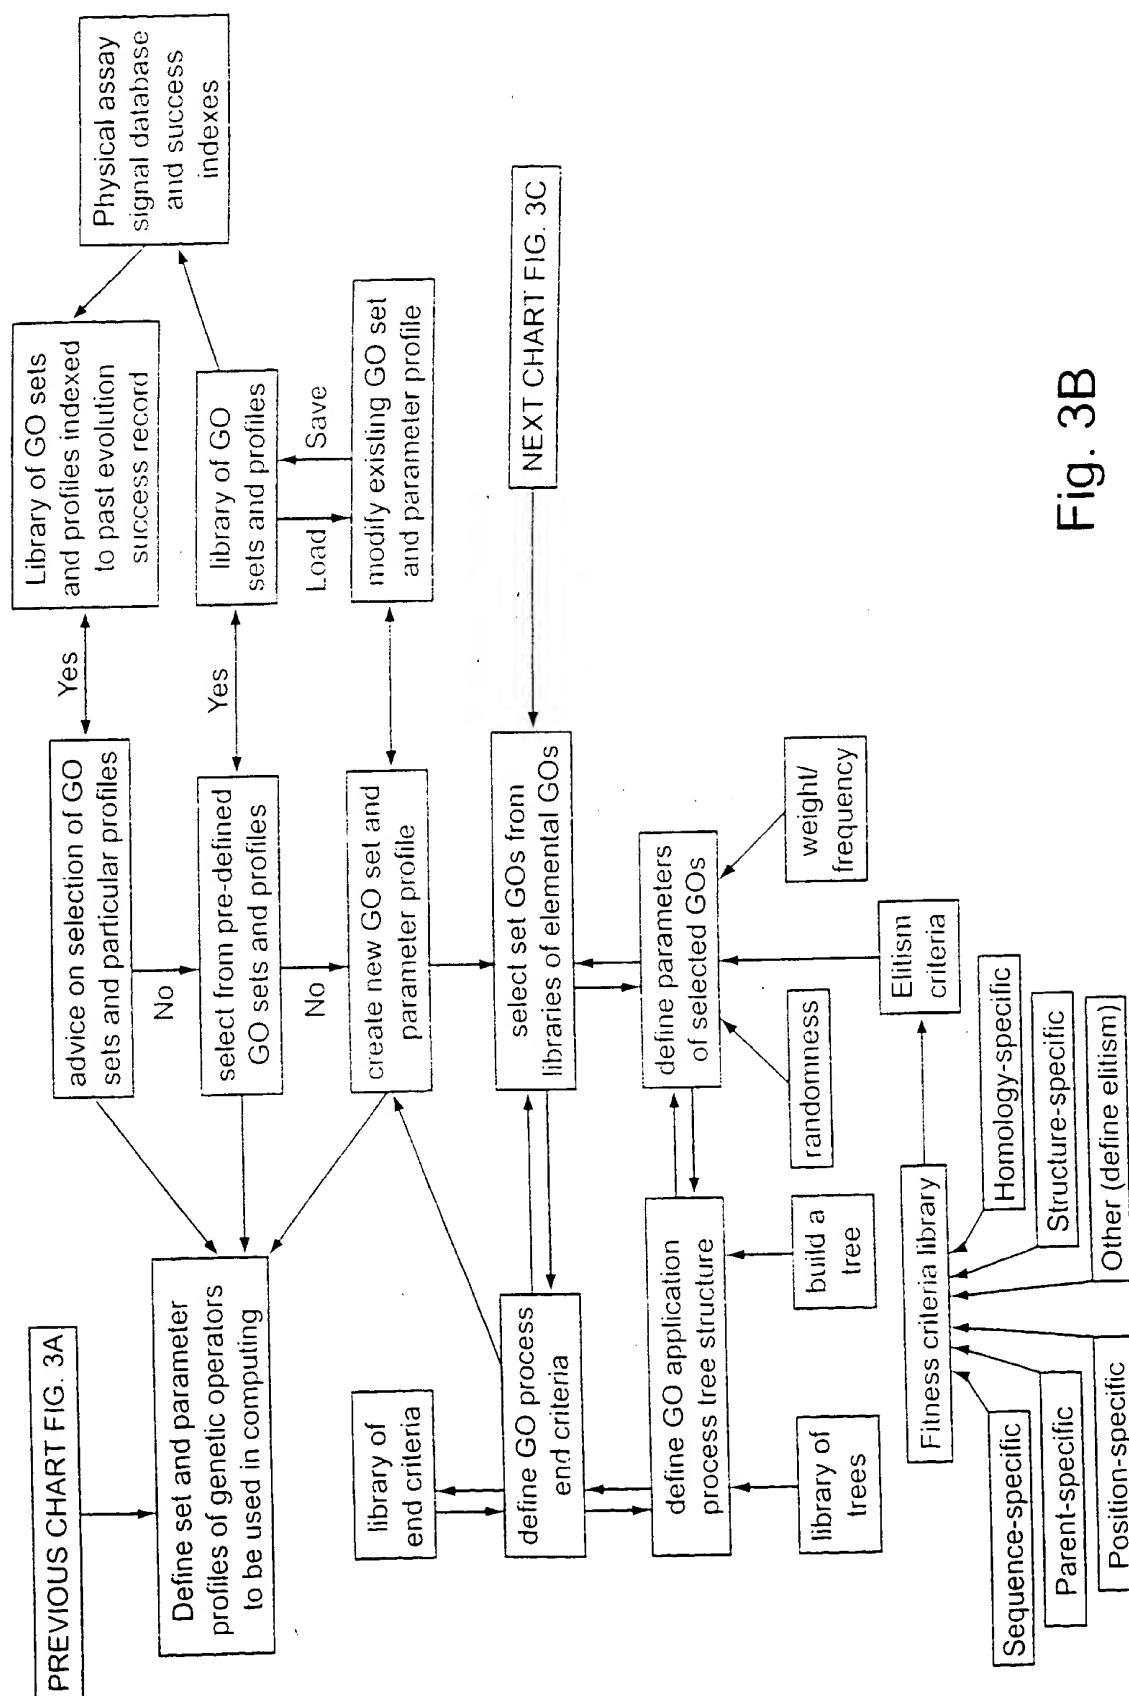 PREVIOUS CHART FIG. 3A
Define set and parameter
profiles of genetic operators
to be used in computing
advice on selection of GO
sets and particular profiles
Yes
Library of GO sets
and profiles indexed
to past evolution
success record
Physical assay
signal database
and success
indexes
No
select from pre-defined
GO sets and profiles
Yes
library of GO
sets and profiles
No
Load
Save
create new GO set and
parameter profile
modify existing GO set
and parameter profile
library of
end criteria
define GO process
end criteria
select set GOs from
libraries of elemental GOs
NEXT CHART FIG. 3C
define GO application
process tree structure
define parameters
of selected GOs
library of
trees
build a
tree
randomness
weight/
frequency
Fitness criteria library
Elitism
criteria
Sequence-specific
Homology-specific
Parent-specific
Structure-specific
Position-specific
Other (define elitism)
Fig. 3B